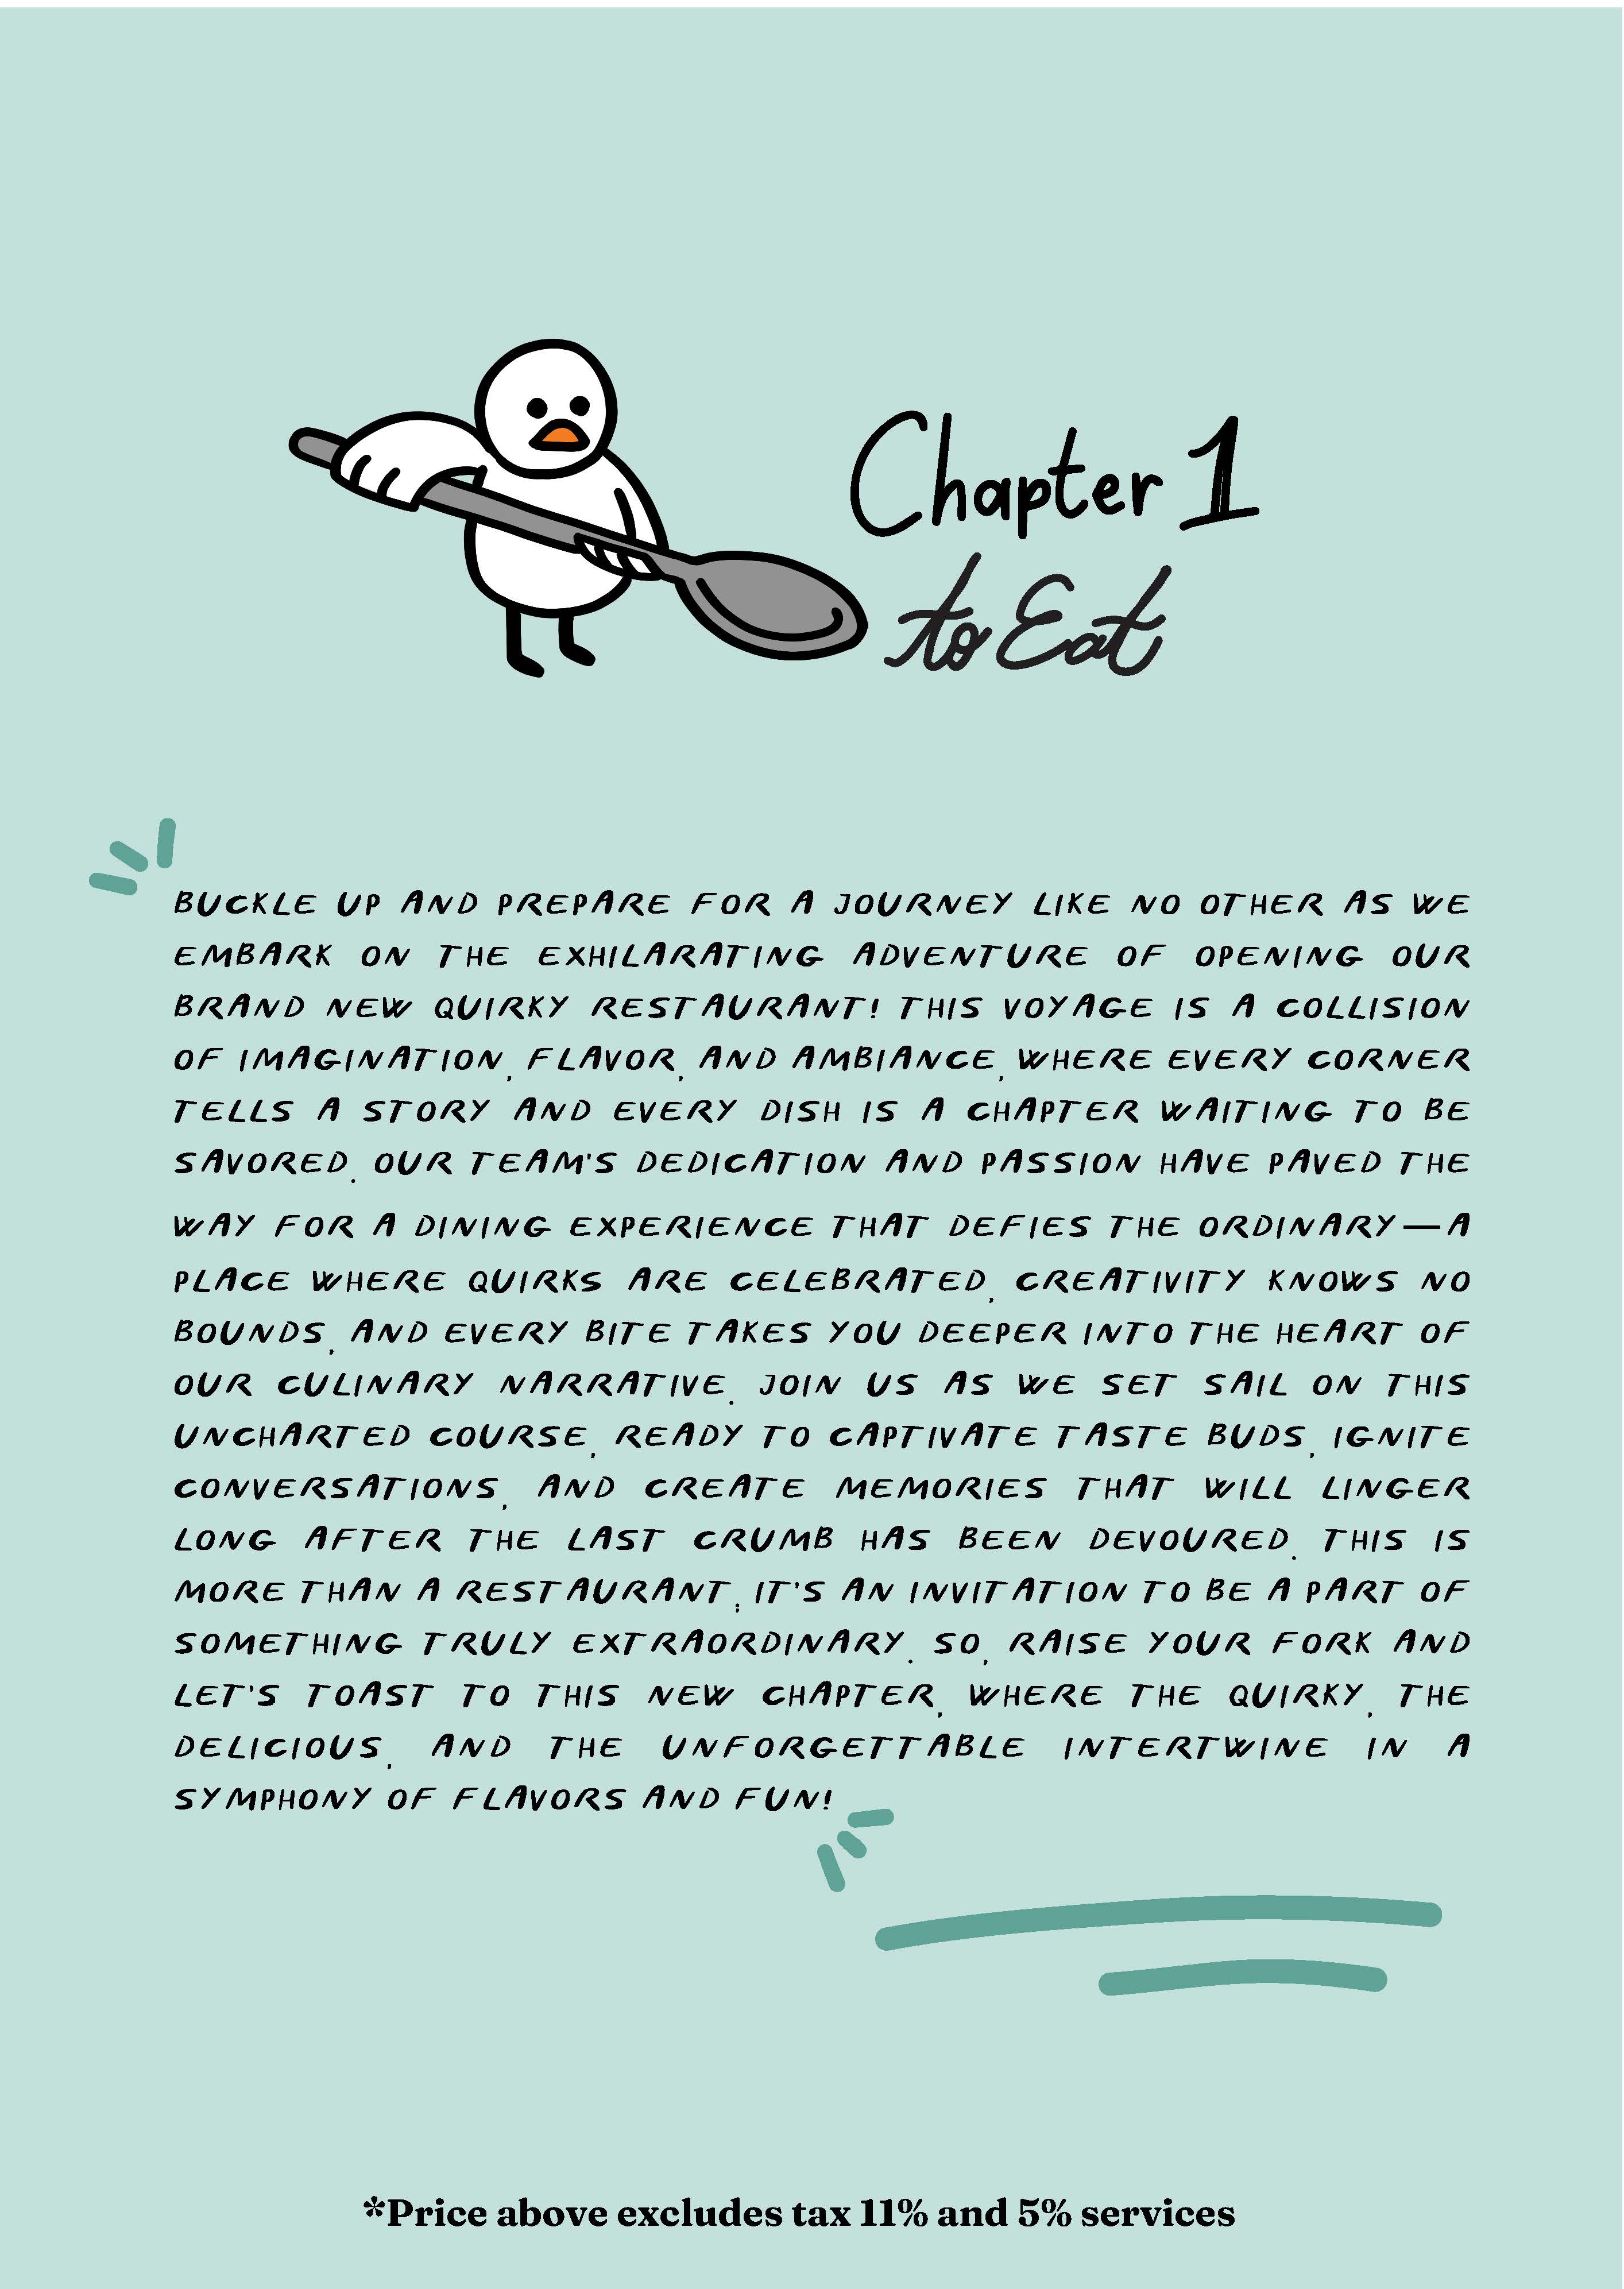 Chapter 1
to Eat
BUCKLE UP AND PREPARE FOR A JOURNEY LIKE NO OTHER AS WE
EMBARK ON THE EXHILARATING ADVENTURE OF OPENING OUR
BRAND NEW QUIRKY RESTAURANT! THIS VOYAGE IS A COLLISION
OF IMAGINATION, FLAVOR, AND AMBIANCE, WHERE EVERY CORNER
TELLS A STORY AND EVERY DISH IS A CHAPTER WAITING TO BE
SAVORED. OUR TEAM'S DEDICATION AND PASSION HAVE PAVED THE
WAY FOR A DINING EXPERIENCE THAT DEFIES THE ORDINARY—A
PLACE WHERE QUIRKS ARE CELEBRATED, CREATIVITY KNOWS NO
BOUNDS, AND EVERY BITE TAKES YOU DEEPER INTO THE HEART OF
OUR CULINARY NARRATIVE. JOIN US AS WE SET SAIL ON THIS
UNCHARTED COURSE, READY TO CAPTIVATE TASTE BUDS, IGNITE
CONVERSATIONS, AND CREATE MEMORIES THAT WILL LINGER
LONG AFTER THE LAST CRUMB HAS BEEN DEVOURED. THIS IS
MORE THAN A RESTAURANT; IT'S AN INVITATION TO BE A PART OF
SOMETHING TRULY EXTRAORDINARY. SO, RAISE YOUR FORK AND
LET'S TOAST TO THIS NEW CHAPTER, WHERE THE QUIRKY, THE
DELICIOUS, AND THE UNFORGETTABLE INTERTWINE IN A
SYMPHONY OF FLAVORS AND FUN!
*Price above excludes tax 11% and 5% services